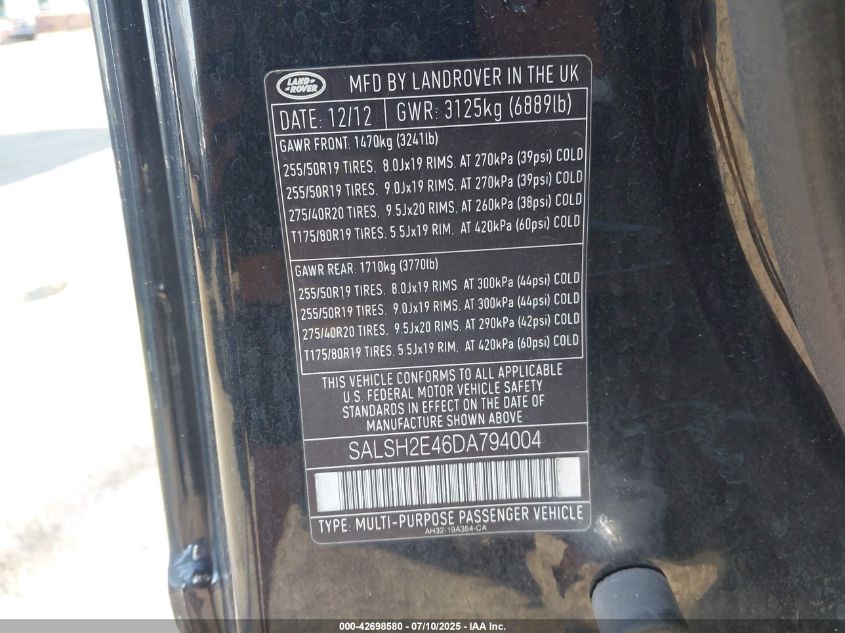 LAND
ROVER
MFD BY LANDROVER IN THE UK
DATE: 12/12 GWR: 3125kg (6889lb)
GAWR FRONT. 1470kg (3241lb)
255/50R19 TIRES. 8.0Jx19 RIMS. AT 270kPa (39psi) COLD
255/50R19 TIRES. 9.0Jx19 RIMS. AT 270kPa (39psi) COLD
275/40R20 TIRES. 9.5Jx20 RIMS. AT 260kPa (38psi) COLD
T175/80R19 TIRES. 5.5Jx19 RIM. AT 420kPa (60psi) COLD
GAWR REAR. 1710kg (3770lb)
255/50R19 TIRES. 8.0Jx19 RIMS. AT 300kPa (44psi) COLD
255/50R19 TIRES. 9.0Jx19 RIMS. AT 300kPa (44psi) COLD
275/40R20 TIRES. 9.5Jx20 RIMS. AT 290kPa (42psi) COLD
T175/80R19 TIRES. 5.5Jx19 RIM. AT 420kPa (60psi) COLD
THIS VEHICLE CONFORMS TO ALL APPLICABLE
U.S. FEDERAL MOTOR VEHICLE SAFETY
STANDARDS IN EFFECT ON THE DATE OF
MANUFACTURE SHOWN ABOVE
SALSH2E46DA794004
TYPE: MULTI-PURPOSE PASSENGER VEHICLE
AH32-19A354-CA
000-42698580 - 07/10/2025 - IAA Inc.